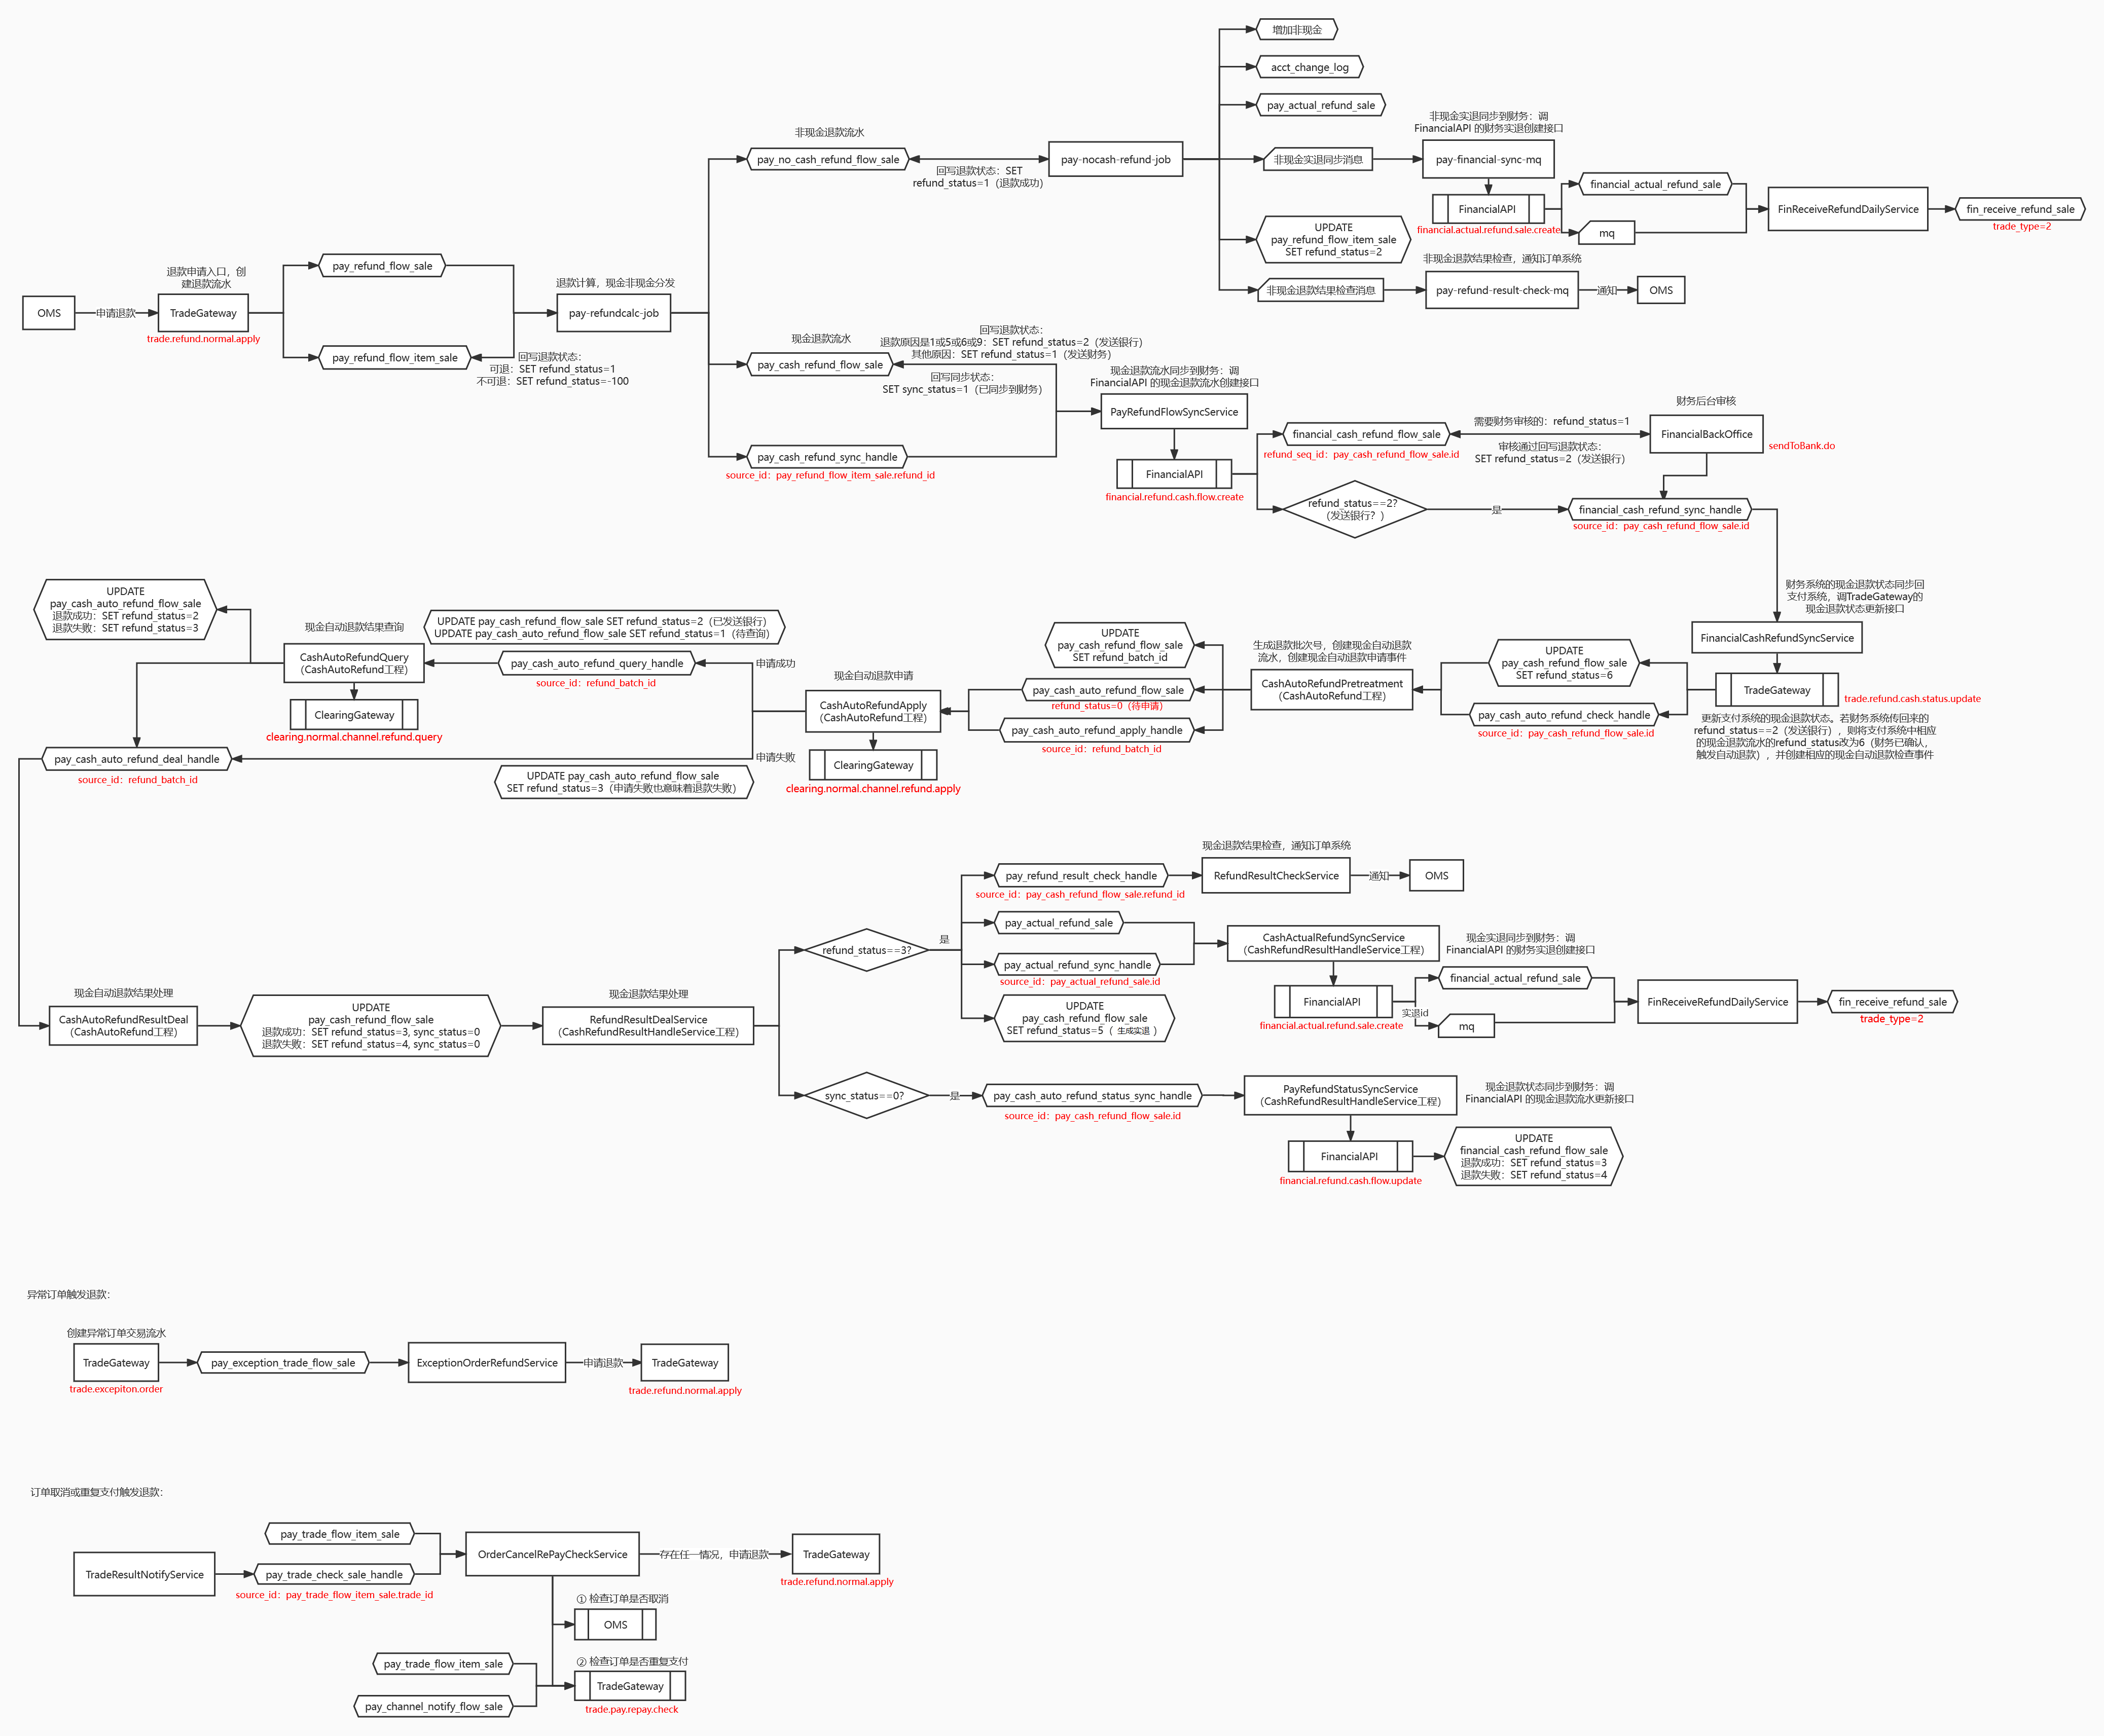 增加非现金
acct_change_log
pay_actual_refund_sale
非现金实退同步到财务：调
FinancialAPI 的财务实退创建接口
非现金退款流水
pay_no_cash_refund_flow_sale
pay-nocash-refund-job
非现金实退同步消息
pay-financial-sync-mq
回写退款状态：SET
refund_status=1（退款成功）
FinancialAPI
financial.actual.refund.sale.create
financial_actual_refund_sale
mq
FinReceiveRefundDailyService
fin_receive_refund_sale
trade_type=2
UPDATE
pay_refund_flow_item_sale
SET refund_status=2
非现金退款结果检查，通知订单系统
非现金退款结果检查消息
pay-refund-result-check-mq
通知
OMS
退款申请入口，创
建退款流水
OMS
申请退款
TradeGateway
trade.refund.normal.apply
pay_refund_flow_sale
pay_refund_flow_item_sale
回写退款状态：
可退：SET refund_status=1
不可退：SET refund_status=-100
退款计算，现金非现金分发
pay-refundcalc-job
现金退款流水
pay_cash_refund_flow_sale
回写退款状态：
退款原因是1或5或6或9：SET refund_status=2（发送银行）
其他原因：SET refund_status=1（发送财务）
回写同步状态：
SET sync_status=1（已同步到财务）
现金退款流水同步到财务：调
FinancialAPI 的现金退款流水创建接口
PayRefundFlowSyncService
pay_cash_refund_sync_handle
source_id：pay_refund_flow_item_sale.refund_id
FinancialAPI
financial.refund.cash.flow.create
financial_cash_refund_flow_sale
refund_seq_id：pay_cash_refund_flow_sale.id
需要财务审核的：refund_status=1
审核通过回写退款状态：
SET refund_status=2（发送银行）
财务后台审核
FinancialBackOffice
sendToBank.do
refund_status==2?
（发送银行？）
是
financial_cash_refund_sync_handle
source_id：pay_cash_refund_flow_sale.id
财务系统的现金退款状态同步回
支付系统，调TradeGateway的
现金退款状态更新接口
FinancialCashRefundSyncService
TradeGateway
trade.refund.cash.status.update
更新支付系统的现金退款状态。若财务系统传回来的
refund_status==2（发送银行），则将支付系统中相应
的现金退款流水的refund_status改为6（财务已确认，
触发自动退款），并创建相应的现金自动退款检查事件
UPDATE
pay_cash_refund_flow_sale
SET refund_status=6
pay_cash_auto_refund_check_handle
source_id：pay_cash_refund_flow_sale.id
生成退款批次号，创建现金自动退款
流水，创建现金自动退款申请事件
CashAutoRefundPretreatment
（CashAutoRefund工程）
UPDATE
pay_cash_refund_flow_sale
SET refund_batch_id
pay_cash_auto_refund_flow_sale
refund_status=0（待申请）
pay_cash_auto_refund_apply_handle
source_id：refund_batch_id
现金自动退款申请
CashAutoRefundApply
（CashAutoRefund工程）
ClearingGateway
clearing.normal.channel.refund.apply
UPDATE pay_cash_refund_flow_sale SET refund_status=2（已发送银行）
UPDATE pay_cash_auto_refund_flow_sale SET refund_status=1（待查询）
申请成功
pay_cash_auto_refund_query_handle
source_id：refund_batch_id
申请失败
UPDATE pay_cash_auto_refund_flow_sale
SET refund_status=3（申请失败也意味着退款失败）
现金自动退款结果查询
CashAutoRefundQuery
（CashAutoRefund工程）
ClearingGateway
clearing.normal.channel.refund.query
UPDATE
pay_cash_auto_refund_flow_sale
退款成功：SET refund_status=2
退款失败：SET refund_status=3
pay_cash_auto_refund_deal_handle
source_id：refund_batch_id
现金自动退款结果处理
CashAutoRefundResultDeal
（CashAutoRefund工程）
UPDATE
pay_cash_refund_flow_sale
退款成功：SET refund_status=3, sync_status=0
退款失败：SET refund_status=4, sync_status=0
现金退款结果处理
RefundResultDealService
（CashRefundResultHandleService工程）
refund_status==3?
是
现金退款结果检查，通知订单系统
pay_refund_result_check_handle
source_id：pay_cash_refund_flow_sale.refund_id
RefundResultCheckService
通知
OMS
pay_actual_refund_sale
pay_actual_refund_sync_handle
source_id：pay_actual_refund_sale.id
UPDATE
pay_cash_refund_flow_sale
SET refund_status=5（ 生成实退 ）
CashActualRefundSyncService
（CashRefundResultHandleService工程）
现金实退同步到财务：调
FinancialAPI 的财务实退创建接口
FinancialAPI
financial.actual.refund.sale.create
实退id
financial_actual_refund_sale
mq
FinReceiveRefundDailyService
fin_receive_refund_sale
trade_type=2
sync_status==0?
是
pay_cash_auto_refund_status_sync_handle
source_id：pay_cash_refund_flow_sale.id
PayRefundStatusSyncService
（CashRefundResultHandleService工程）
现金退款状态同步到财务：调
FinancialAPI 的现金退款流水更新接口
FinancialAPI
financial.refund.cash.flow.update
UPDATE
financial_cash_refund_flow_sale
退款成功：SET refund_status=3
退款失败：SET refund_status=4
异常订单触发退款：
创建异常订单交易流水
TradeGateway
trade.excepiton.order
pay_exception_trade_flow_sale
ExceptionOrderRefundService
申请退款
TradeGateway
trade.refund.normal.apply
订单取消或重复支付触发退款：
TradeResultNotifyService
pay_trade_flow_item_sale
pay_trade_check_sale_handle
source_id：pay_trade_flow_item_sale.trade_id
OrderCancelRePayCheckService
存在任一情况，申请退款
TradeGateway
trade.refund.normal.apply
① 检查订单是否取消
OMS
② 检查订单是否重复支付
pay_trade_flow_item_sale
pay_channel_notify_flow_sale
TradeGateway
trade.pay.repay.check